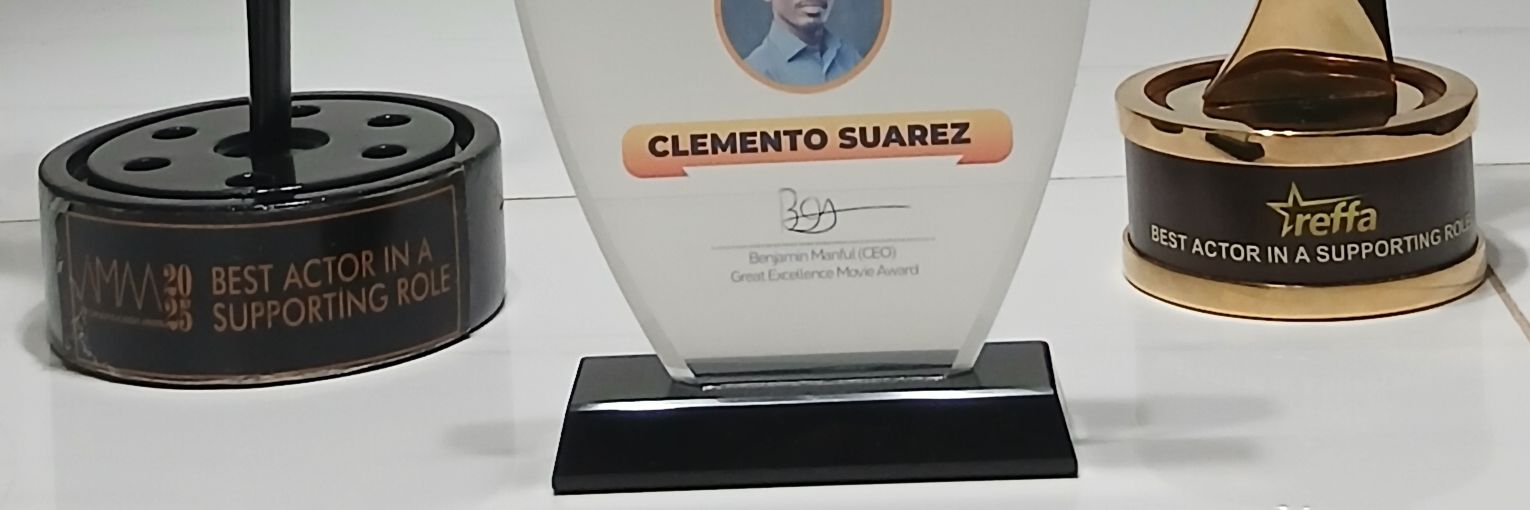 AMAA 2025
BEST ACTOR IN A
SUPPORTING ROLE
CLEMENTO SUAREZ
Benjamin Manful (CEO)
Great Excellence Movie Award
reffa
BEST ACTOR IN A SUPPORTING ROLE